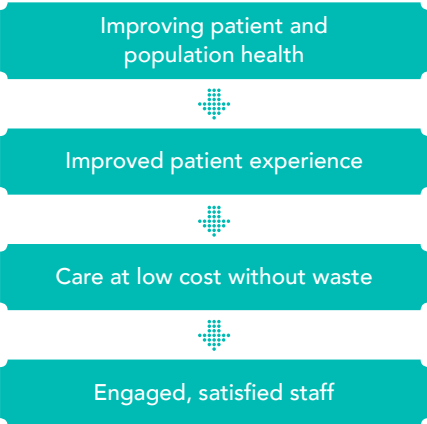 Improving patient and
population health
Improved patient experience
Care at low cost without waste
Engaged, satisfied staff